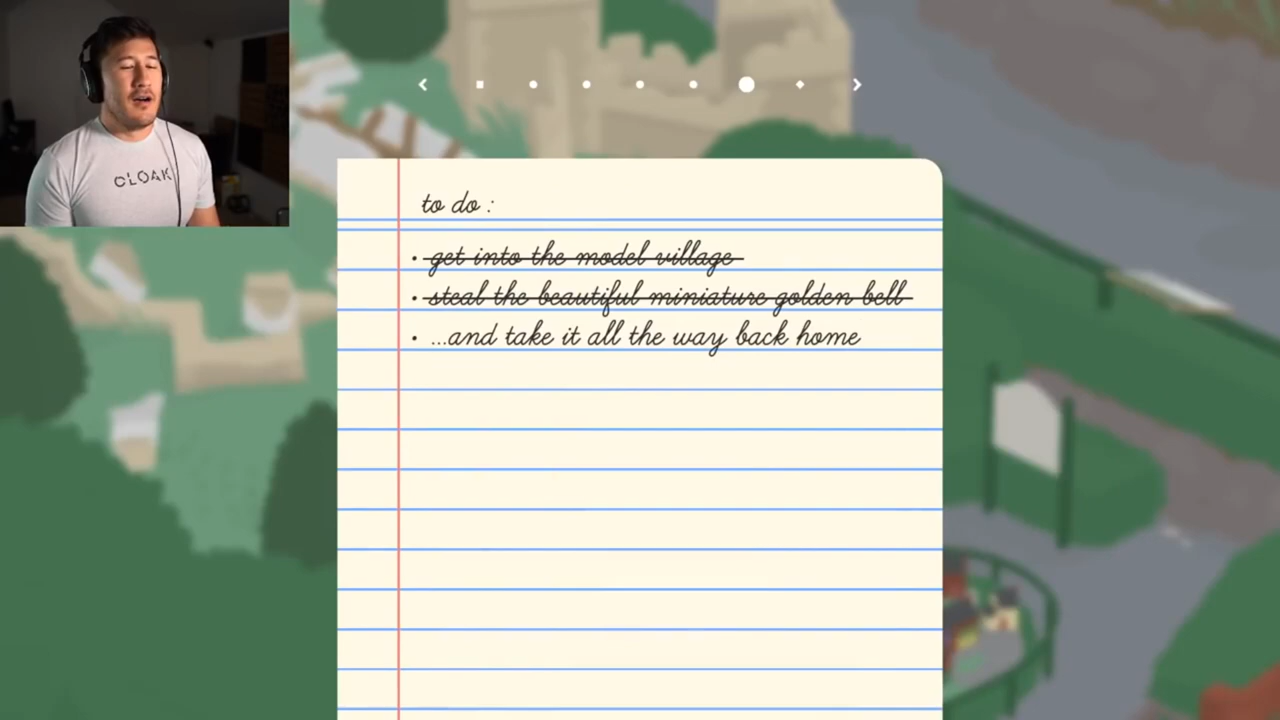 CLOAK
to do :
• get into the model village
• steal the beautiful miniature golden bell
• ...and take it all the way back home